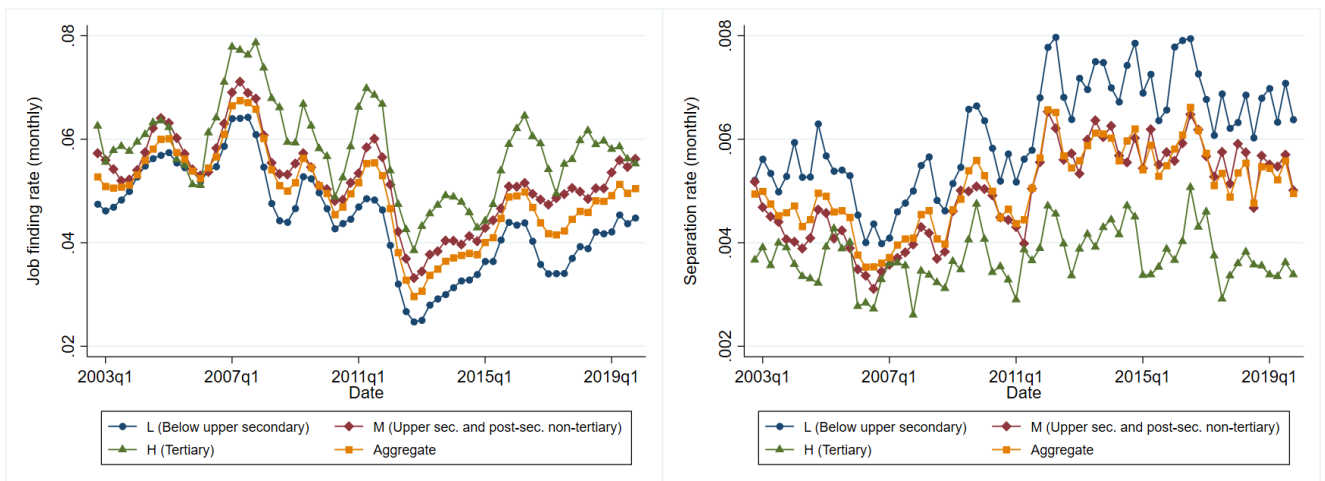 Job finding rate (monthly)
.08
.06
.04
.02
2003q1 2007q1 2011q1 2015q1 2019q1
Date
L (Below upper secondary) M (Upper sec. and post-sec. non-tertiary)
H (Tertiary) Aggregate
Separation rate (monthly)
.008
.006
.004
.002
2003q1 2007q1 2011q1 2015q1 2019q1
Date
L (Below upper secondary) M (Upper sec. and post-sec. non-tertiary)
H (Tertiary) Aggregate